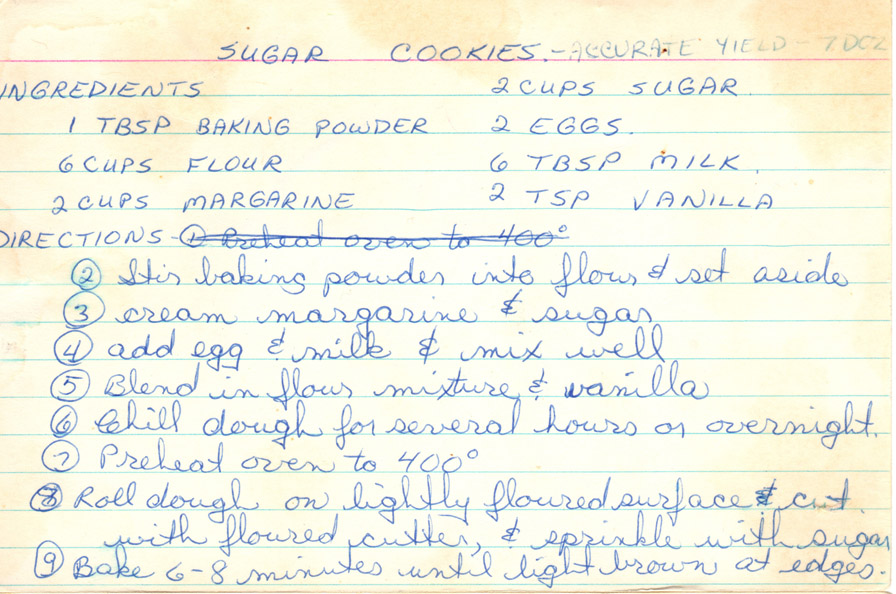 SUGAR COOKIES. - ACCURATE YIELD - 7 DOZ
INGREDIENTS 2 CUPS SUGAR
1 TBSP BAKING POWDER 2 EGGS.
6 CUPS FLOUR 6 TBSP MILK
2 CUPS MARGARINE 2 TSP VANILLA
DIRECTIONS - ① Preheat oven to 400°
② Stir baking powder into flour & set aside
③ cream margarine & sugar
④ add egg & milk & mix well
⑤ Blend in flour mixture & vanilla
⑥ Chill dough for several hours or overnight.
⑦ Preheat oven to 400°
⑧ Roll dough on lightly floured surface & cut
with floured cutter, & sprinkle with sugar
⑨ Bake 6-8 minutes until light brown at edges.